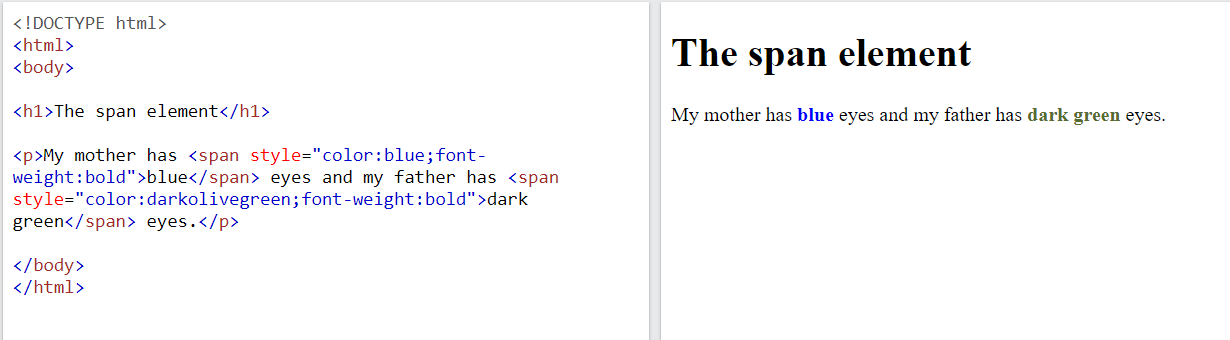 <!DOCTYPE html>
<html>
<body>
<h1>The span element</h1>
<p>My mother has <span style="color:blue;font-
weight:bold">blue</span> eyes and my father has <span
style="color:darkolivegreen;font-weight:bold">dark
green</span> eyes.</p>
</body>
</html>
The span element
My mother has blue eyes and my father has dark green eyes.